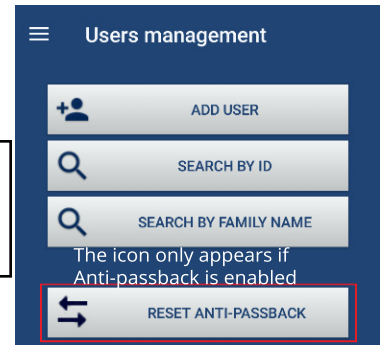 Users management
ADD USER
SEARCH BY ID
SEARCH BY FAMILY NAME
The icon only appears if
Anti-passback is enabled
RESET ANTI-PASSBACK